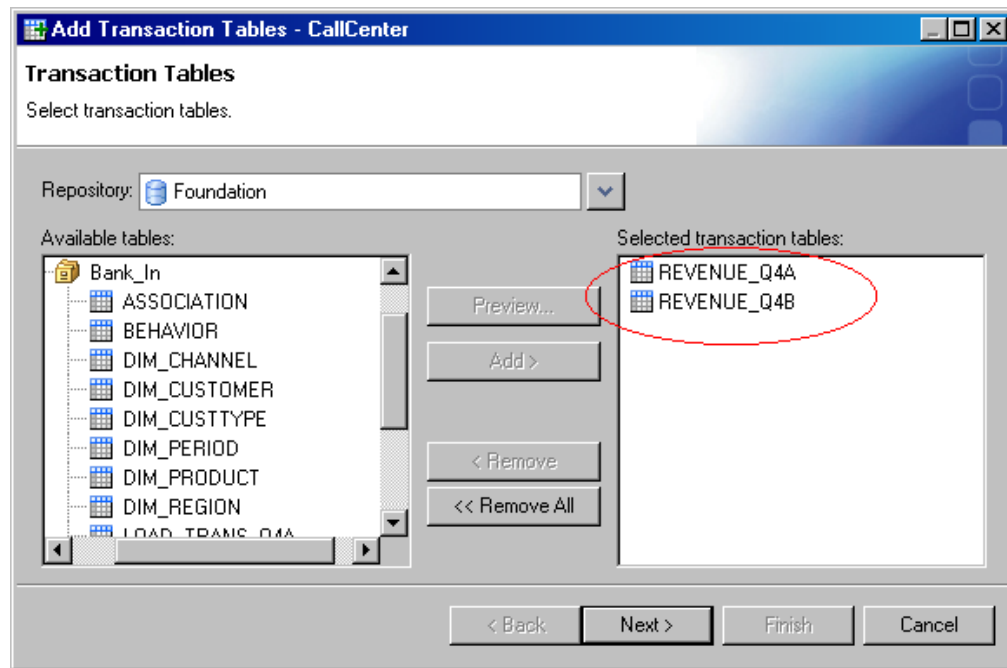 Add Transaction Tables - CallCenter
Transaction Tables
Select transaction tables.
Repository: Foundation
Available tables:
Bank_In
ASSOCIATION
BEHAVIOR
DIM_CHANNEL
DIM_CUSTOMER
DIM_CUSTTYPE
DIM_PERIOD
DIM_PRODUCT
DIM_REGION
LOAD_TRANS_Q4A
Preview...
Add >
< Remove
<< Remove All
Selected transaction tables:
REVENUE_Q4A
REVENUE_Q4B
< Back
Next >
Finish
Cancel